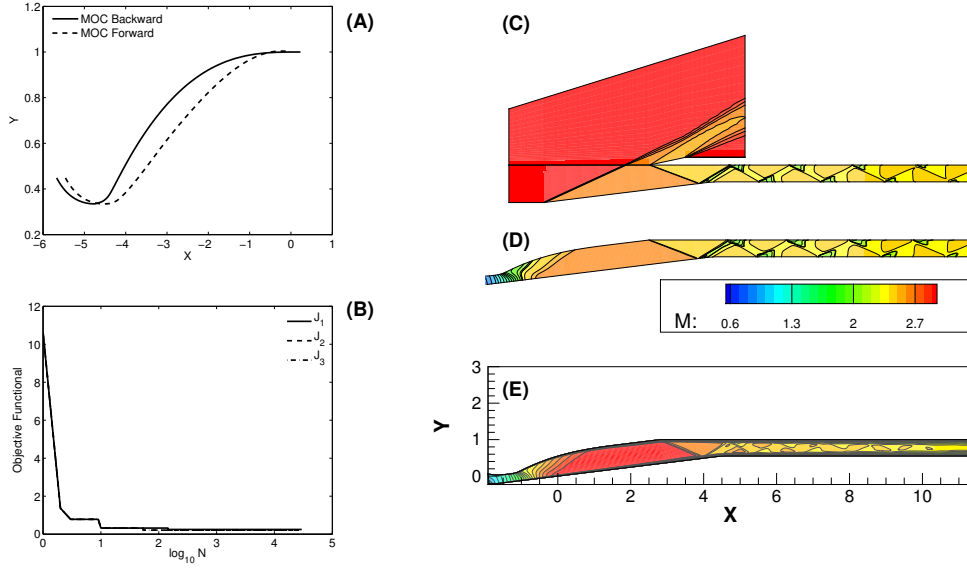 (A)
1.2
1
0.8
0.6
0.4
0.2
Y
MOC Backward
MOC Forward
−6 −5 −4 −3 −2 −1 0 1
X
(B)
12
10
8
6
4
2
0
Objective Functional
J1
J2
J3
0 1 2 3 4 5
log10 N
(C)
(D)
M: 0.6 1.3 2 2.7
(E)
3
2
1
0
Y
0 2 4 6 8 10
X